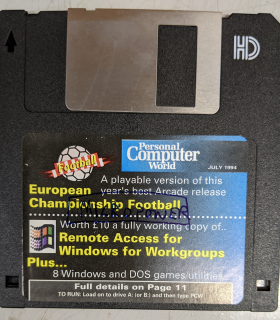 HD
Personal
Computer
World
JULY 1994
Football
A playable version of this
European year's best Arcade release
Championship Football
Worth £10 a fully working copy of...
Remote Access for
Windows for Workgroups
Plus...
8 Windows and DOS games/utilities
Full details on Page 11
TO RUN: Load on to drive A: (or B:) and then type PCW